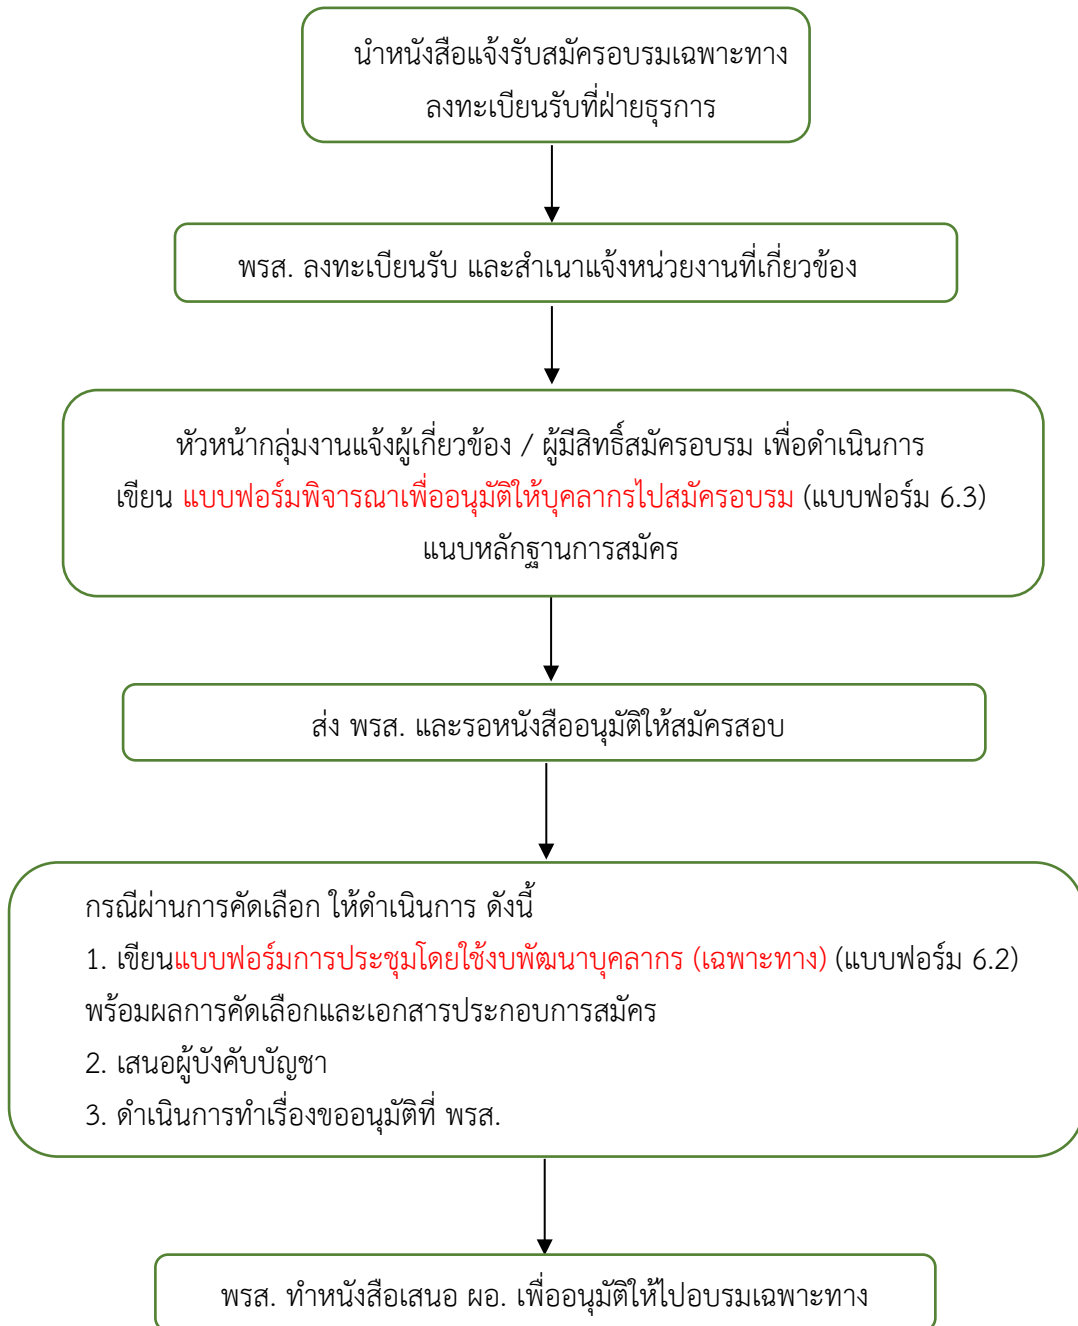 นำหนังสือแจ้งรับสมัครอบรมเฉพาะทาง
ลงทะเบียนรับที่ฝ่ายธุรการ
พรส. ลงทะเบียนรับ และสำเนาแจ้งหน่วยงานที่เกี่ยวข้อง
หัวหน้ากลุ่มงานแจ้งผู้เกี่ยวข้อง / ผู้มีสิทธิ์สมัครอบรม เพื่อดำเนินการ
เขียน แบบฟอร์มพิจารณาเพื่ออนุมัติให้บุคลากรไปสมัครอบรม (แบบฟอร์ม 6.3)
แนบหลักฐานการสมัคร
ส่ง พรส. และรอหนังสืออนุมัติให้สมัครสอบ
กรณีผ่านการคัดเลือก ให้ดำเนินการ ดังนี้
1. เขียนแบบฟอร์มการประชุมโดยใช้งบพัฒนาบุคลากร (เฉพาะทาง) (แบบฟอร์ม 6.2)
พร้อมผลการคัดเลือกและเอกสารประกอบการสมัคร
2. เสนอผู้บังคับบัญชา
3. ดำเนินการทำเรื่องขออนุมัติที่ พรส.
พรส. ทำหนังสือเสนอ ผอ. เพื่ออนุมัติให้ไปอบรมเฉพาะทาง